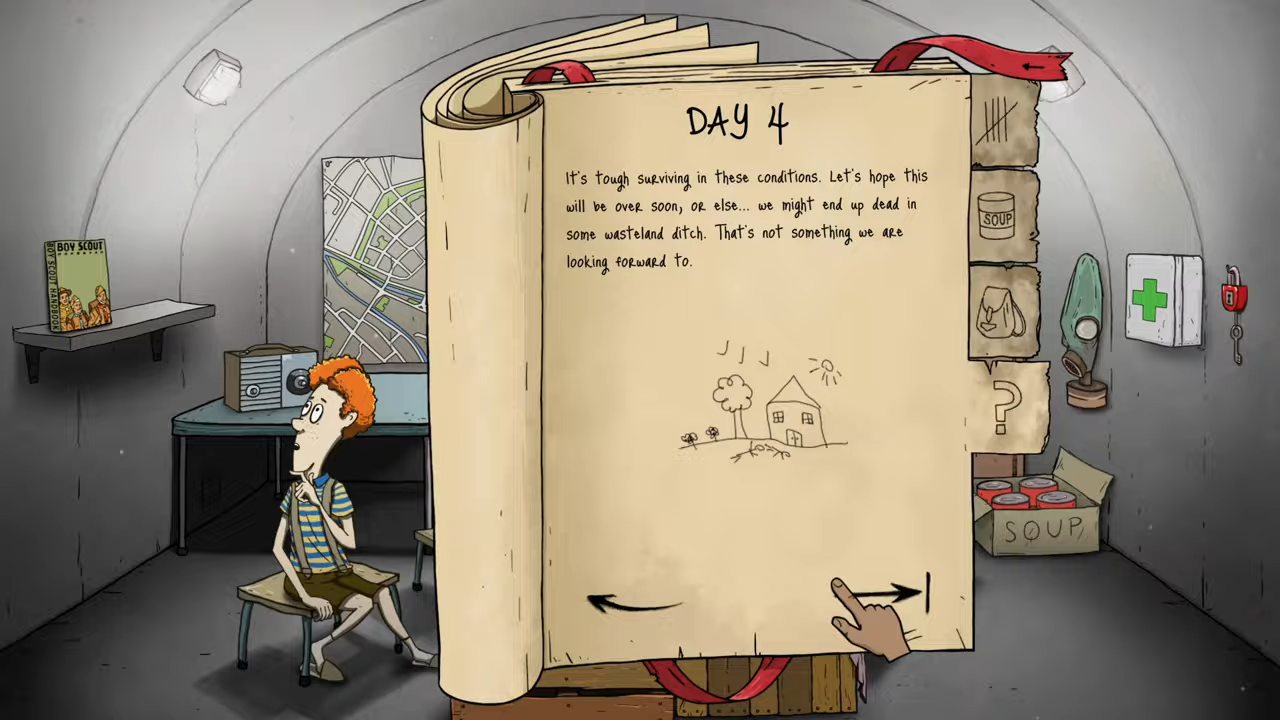 DAY 4
It's tough surviving in these conditions. Let's hope this
will be over soon, or else... we might end up dead in
some wasteland ditch. That's not something we are
looking forward to.
BOY SCOUT
BOY SCOUT HANDBOOK
SOUP
?
SOUP